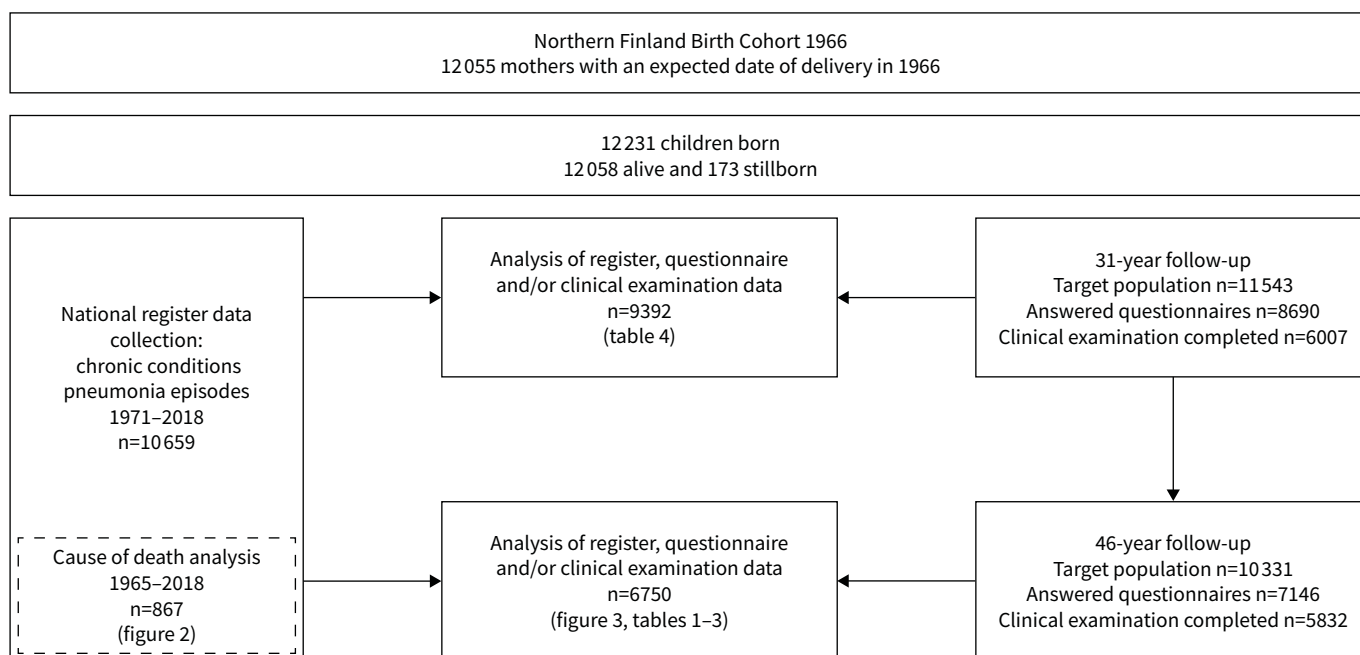 Northern Finland Birth Cohort 1966
12 055 mothers with an expected date of delivery in 1966
12 231 children born
12 058 alive and 173 stillborn
National register data
collection:
chronic conditions
pneumonia episodes
1971–2018
n=10 659
Cause of death analysis
1965–2018
n=867
(figure 2)
Analysis of register, questionnaire
and/or clinical examination data
n=9392
(table 4)
Analysis of register, questionnaire
and/or clinical examination data
n=6750
(figure 3, tables 1–3)
31-year follow-up
Target population n=11 543
Answered questionnaires n=8690
Clinical examination completed n=6007
46-year follow-up
Target population n=10 331
Answered questionnaires n=7146
Clinical examination completed n=5832